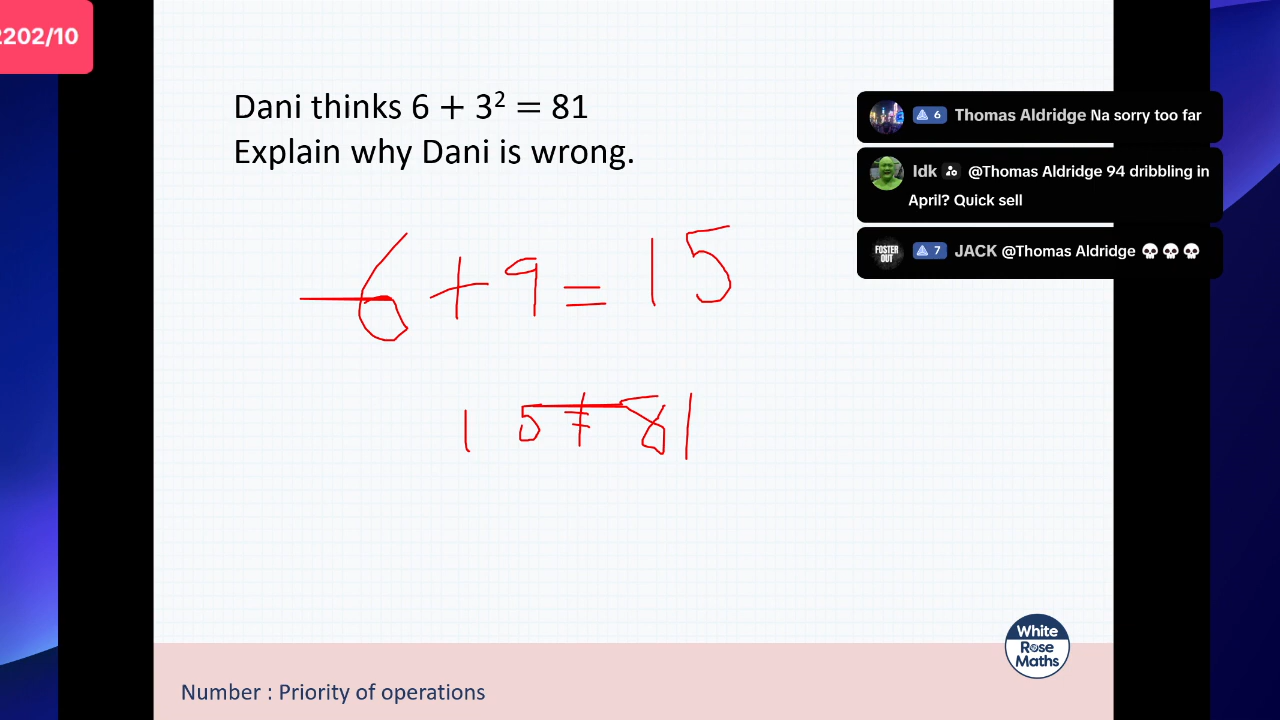 2202/10
Dani thinks 6 + 3² = 81
Explain why Dani is wrong.
6 + 9 = 15
15 ≠ 81
6 Thomas Aldridge Na sorry too far
Idk @Thomas Aldridge 94 dribbling in
April? Quick sell
FOSTER
OUT
7 JACK @Thomas Aldridge 💀💀💀
White
Rose
Maths
Number : Priority of operations